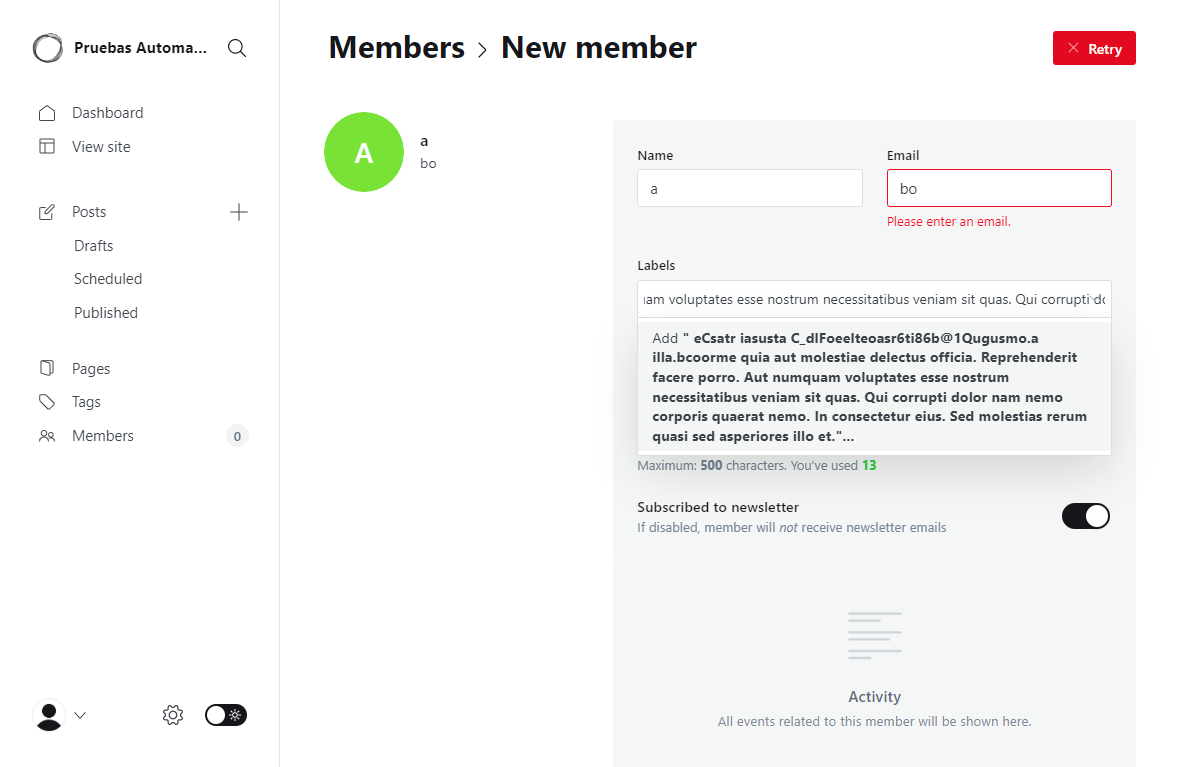 Pruebas Automa...
Members > New member
Retry
Dashboard
View site
Posts
Drafts
Scheduled
Published
Pages
Tags
Members
0
A
a
bo
Name
Email
a
bo
Please enter an email.
Labels
am voluptates esse nostrum necessitatibus veniam sit quas. Qui corrupti do
Add " eCsatr iasusta C_dlFoeelteoasr6ti86b@1Qugusmo.a
illa.bcoorme quia aut molestiae delectus officia. Reprehenderit
facere porro. Aut numquam voluptates esse nostrum
necessitatibus veniam sit quas. Qui corrupti dolor nam nemo
corporis quaerat nemo. In consectetur eius. Sed molestias rerum
quasi sed asperiores illo et."...
Maximum: 500 characters. You've used 13
Subscribed to newsletter
If disabled, member will not receive newsletter emails
Activity
All events related to this member will be shown here.